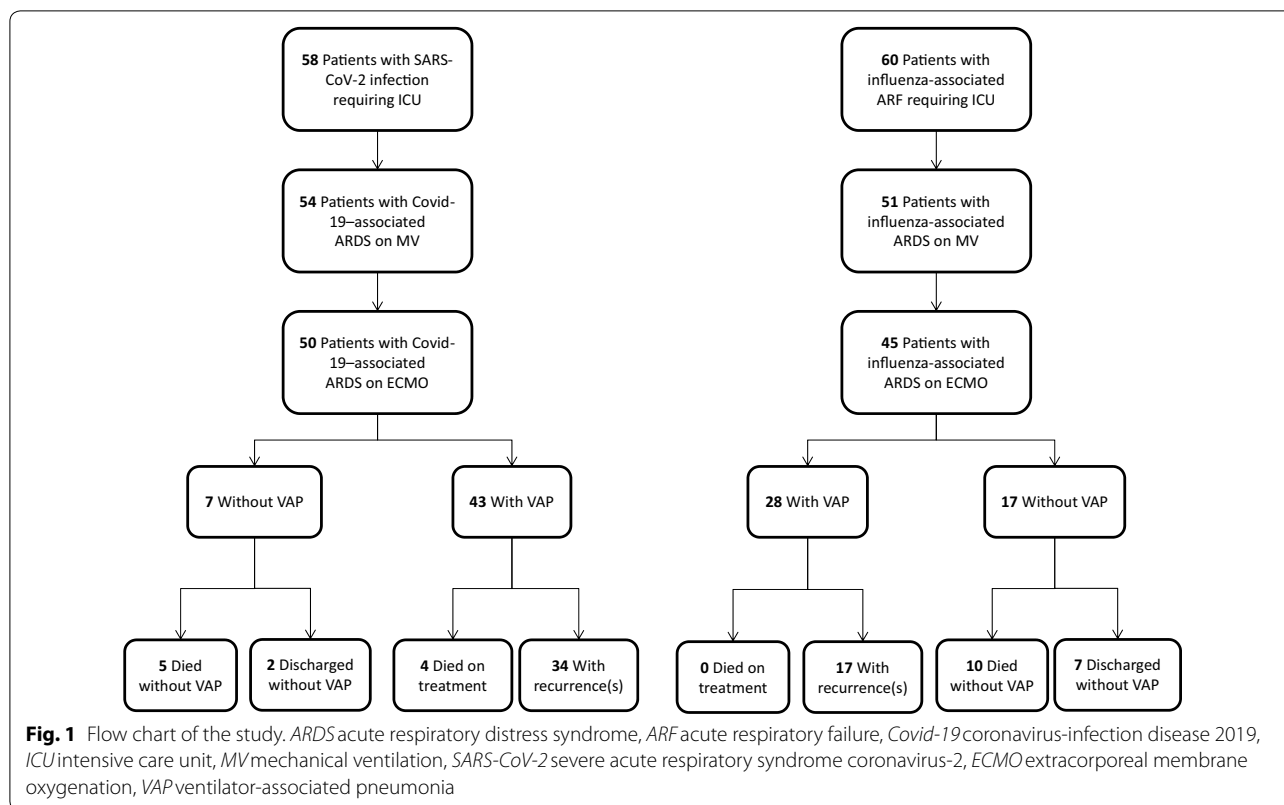 58 Patients with SARS-
CoV-2 infection
requiring ICU
60 Patients with
influenza-associated
ARF requiring ICU
54 Patients with Covid-
19–associated
ARDS on MV
51 Patients with
influenza-associated
ARDS on MV
50 Patients with Covid-
19–associated
ARDS on ECMO
45 Patients with
influenza-associated
ARDS on ECMO
7 Without VAP
43 With VAP
28 With VAP
17 Without VAP
5 Died
without VAP
2 Discharged
without VAP
4 Died on
treatment
34 With
recurrence(s)
0 Died on
treatment
17 With
recurrence(s)
10 Died
without VAP
7 Discharged
without VAP
Fig. 1 Flow chart of the study. ARDS acute respiratory distress syndrome, ARF acute respiratory failure, Covid-19 coronavirus-infection disease 2019,
ICU intensive care unit, MV mechanical ventilation, SARS-CoV-2 severe acute respiratory syndrome coronavirus-2, ECMO extracorporeal membrane
oxygenation, VAP ventilator-associated pneumonia